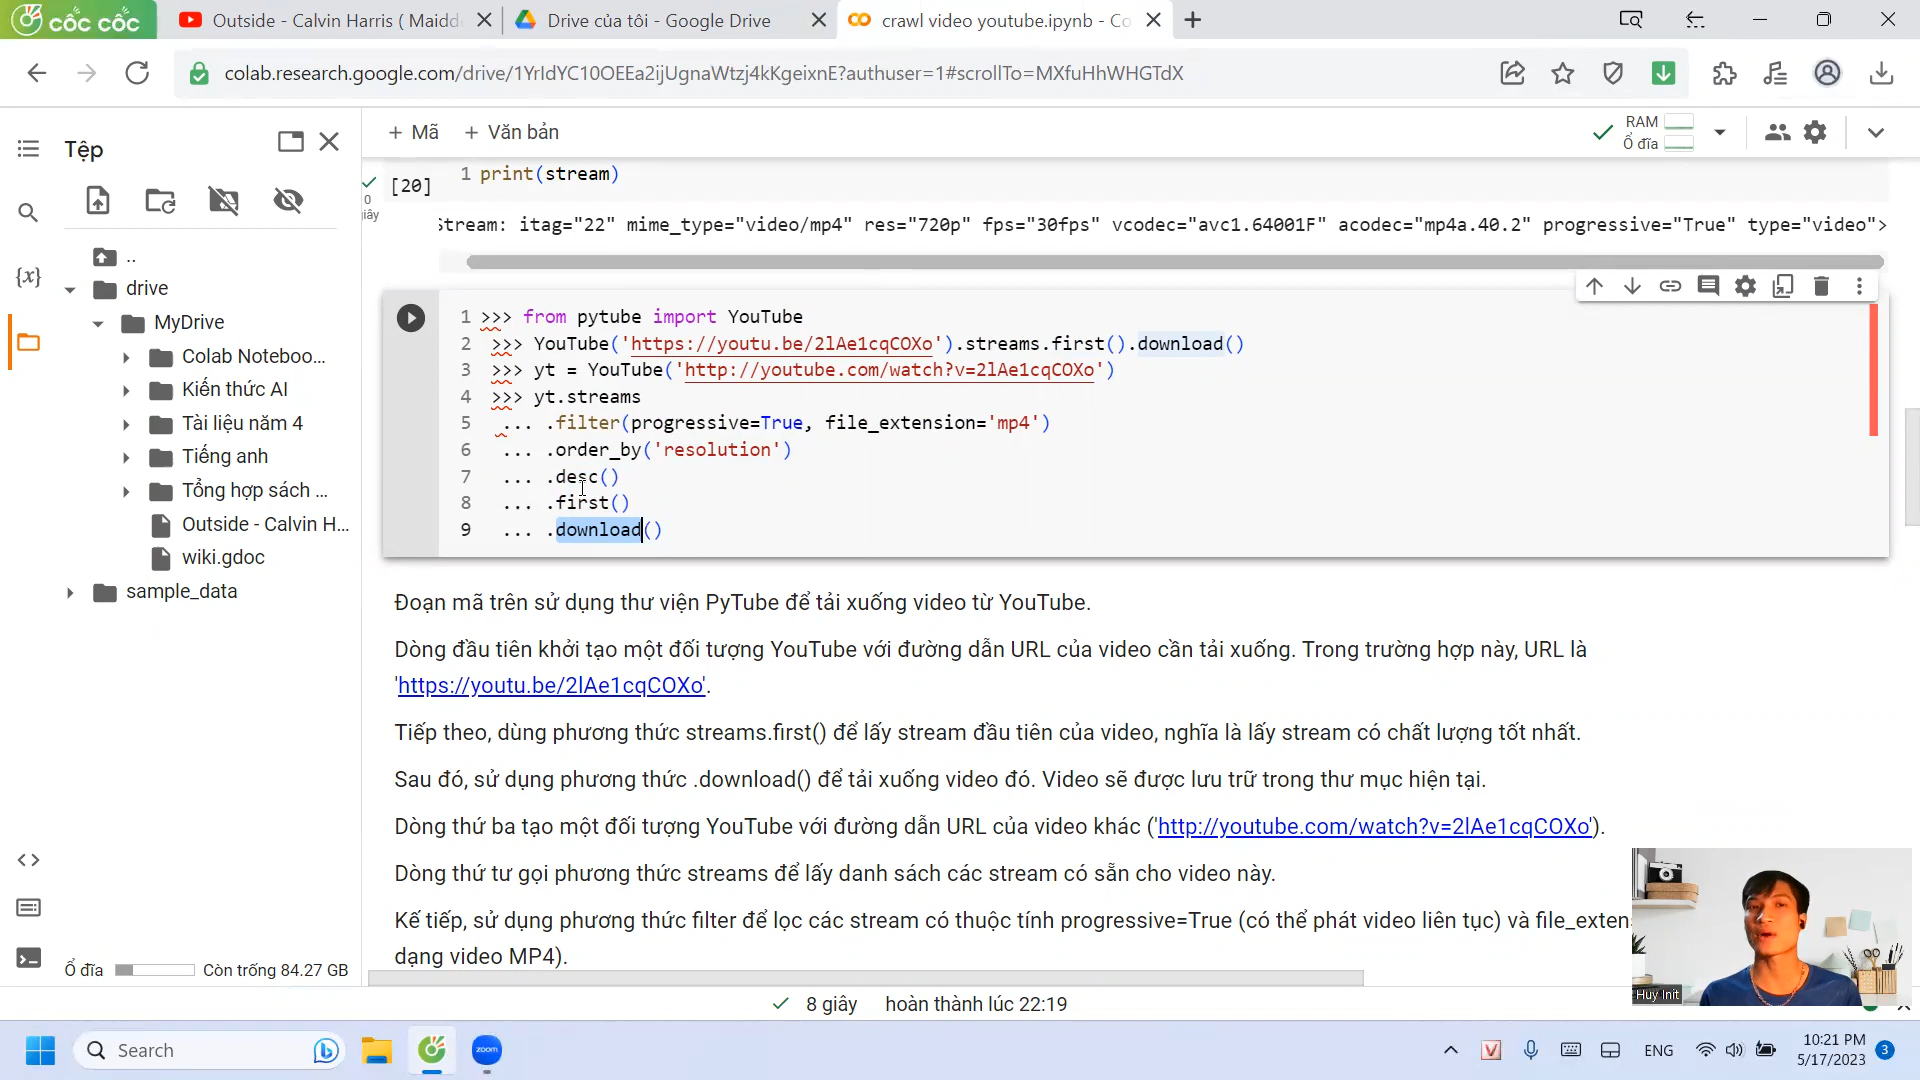 cốc cốc
Outside - Calvin Harris ( Maidd
Drive của tôi - Google Drive
crawl video youtube.ipynb - Co
colab.research.google.com/drive/1YrIdYC10OEEa2ijUgnaWtzj4kKgeixnE?authuser=1#scrollTo=MXfuHhWHGTdX
Tệp
+ Mã + Văn bản
RAM
Ổ đĩa
..
drive
MyDrive
Colab Noteboo...
Kiến thức AI
Tài liệu năm 4
Tiếng anh
Tổng hợp sách ...
Outside - Calvin H...
wiki.gdoc
sample_data
Ổ đĩa Còn trống 84.27 GB
[20]
0
giây
1 print(stream)
Stream: itag="22" mime_type="video/mp4" res="720p" fps="30fps" vcodec="avc1.64001F" acodec="mp4a.40.2" progressive="True" type="video">
1 >>> from pytube import YouTube
2 >>> YouTube('https://youtu.be/2lAe1cqCOXo').streams.first().download()
3 >>> yt = YouTube('http://youtube.com/watch?v=2lAe1cqCOXo')
4 >>> yt.streams
5 ... .filter(progressive=True, file_extension='mp4')
6 ... .order_by('resolution')
7 ... .desc()
8 ... .first()
9 ... .download()
Đoạn mã trên sử dụng thư viện PyTube để tải xuống video từ YouTube.
Dòng đầu tiên khởi tạo một đối tượng YouTube với đường dẫn URL của video cần tải xuống. Trong trường hợp này, URL là
'https://youtu.be/2lAe1cqCOXo'.
Tiếp theo, dùng phương thức streams.first() để lấy stream đầu tiên của video, nghĩa là lấy stream có chất lượng tốt nhất.
Sau đó, sử dụng phương thức .download() để tải xuống video đó. Video sẽ được lưu trữ trong thư mục hiện tại.
Dòng thứ ba tạo một đối tượng YouTube với đường dẫn URL của video khác ('http://youtube.com/watch?v=2lAe1cqCOXo').
Dòng thứ tư gọi phương thức streams để lấy danh sách các stream có sẵn cho video này.
Kế tiếp, sử dụng phương thức filter để lọc các stream có thuộc tính progressive=True (có thể phát video liên tục) và file_exten
dạng video MP4).
8 giây hoàn thành lúc 22:19
Huy Init
Search
zoom
ENG
10:21 PM
5/17/2023
3